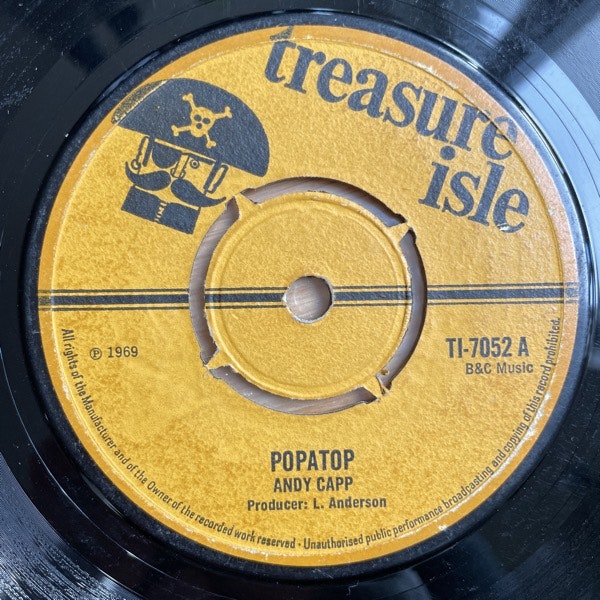 treasure
isle
℗ 1969
TI-7052 A
B&C Music
POPATOP
ANDY CAPP
Producer: L. Anderson
All rights of the Manufacturer and of the Owner of the recorded work reserved · Unauthorised public performance broadcasting and copying of this record prohibited.